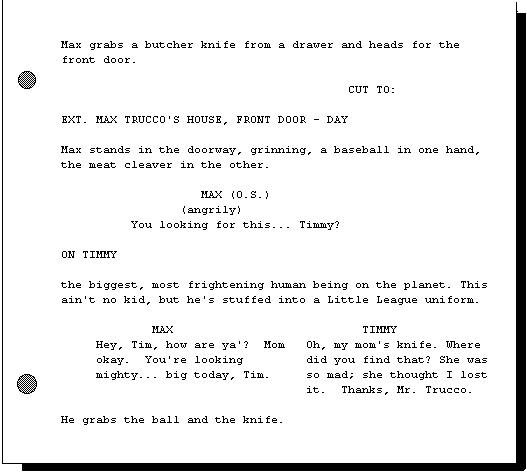 Max grabs a butcher knife from a drawer and heads for the
front door.
CUT TO:
EXT. MAX TRUCCO'S HOUSE, FRONT DOOR - DAY
Max stands in the doorway, grinning, a baseball in one hand,
the meat cleaver in the other.
MAX (O.S.)
(angrily)
You looking for this... Timmy?
ON TIMMY
the biggest, most frightening human being on the planet. This
ain't no kid, but he's stuffed into a Little League uniform.
MAX
Hey, Tim, how are ya'? Mom
okay. You're looking
mighty... big today, Tim.
TIMMY
Oh, my mom's knife. Where
did you find that? She was
so mad; she thought I lost
it. Thanks, Mr. Trucco.
He grabs the ball and the knife.